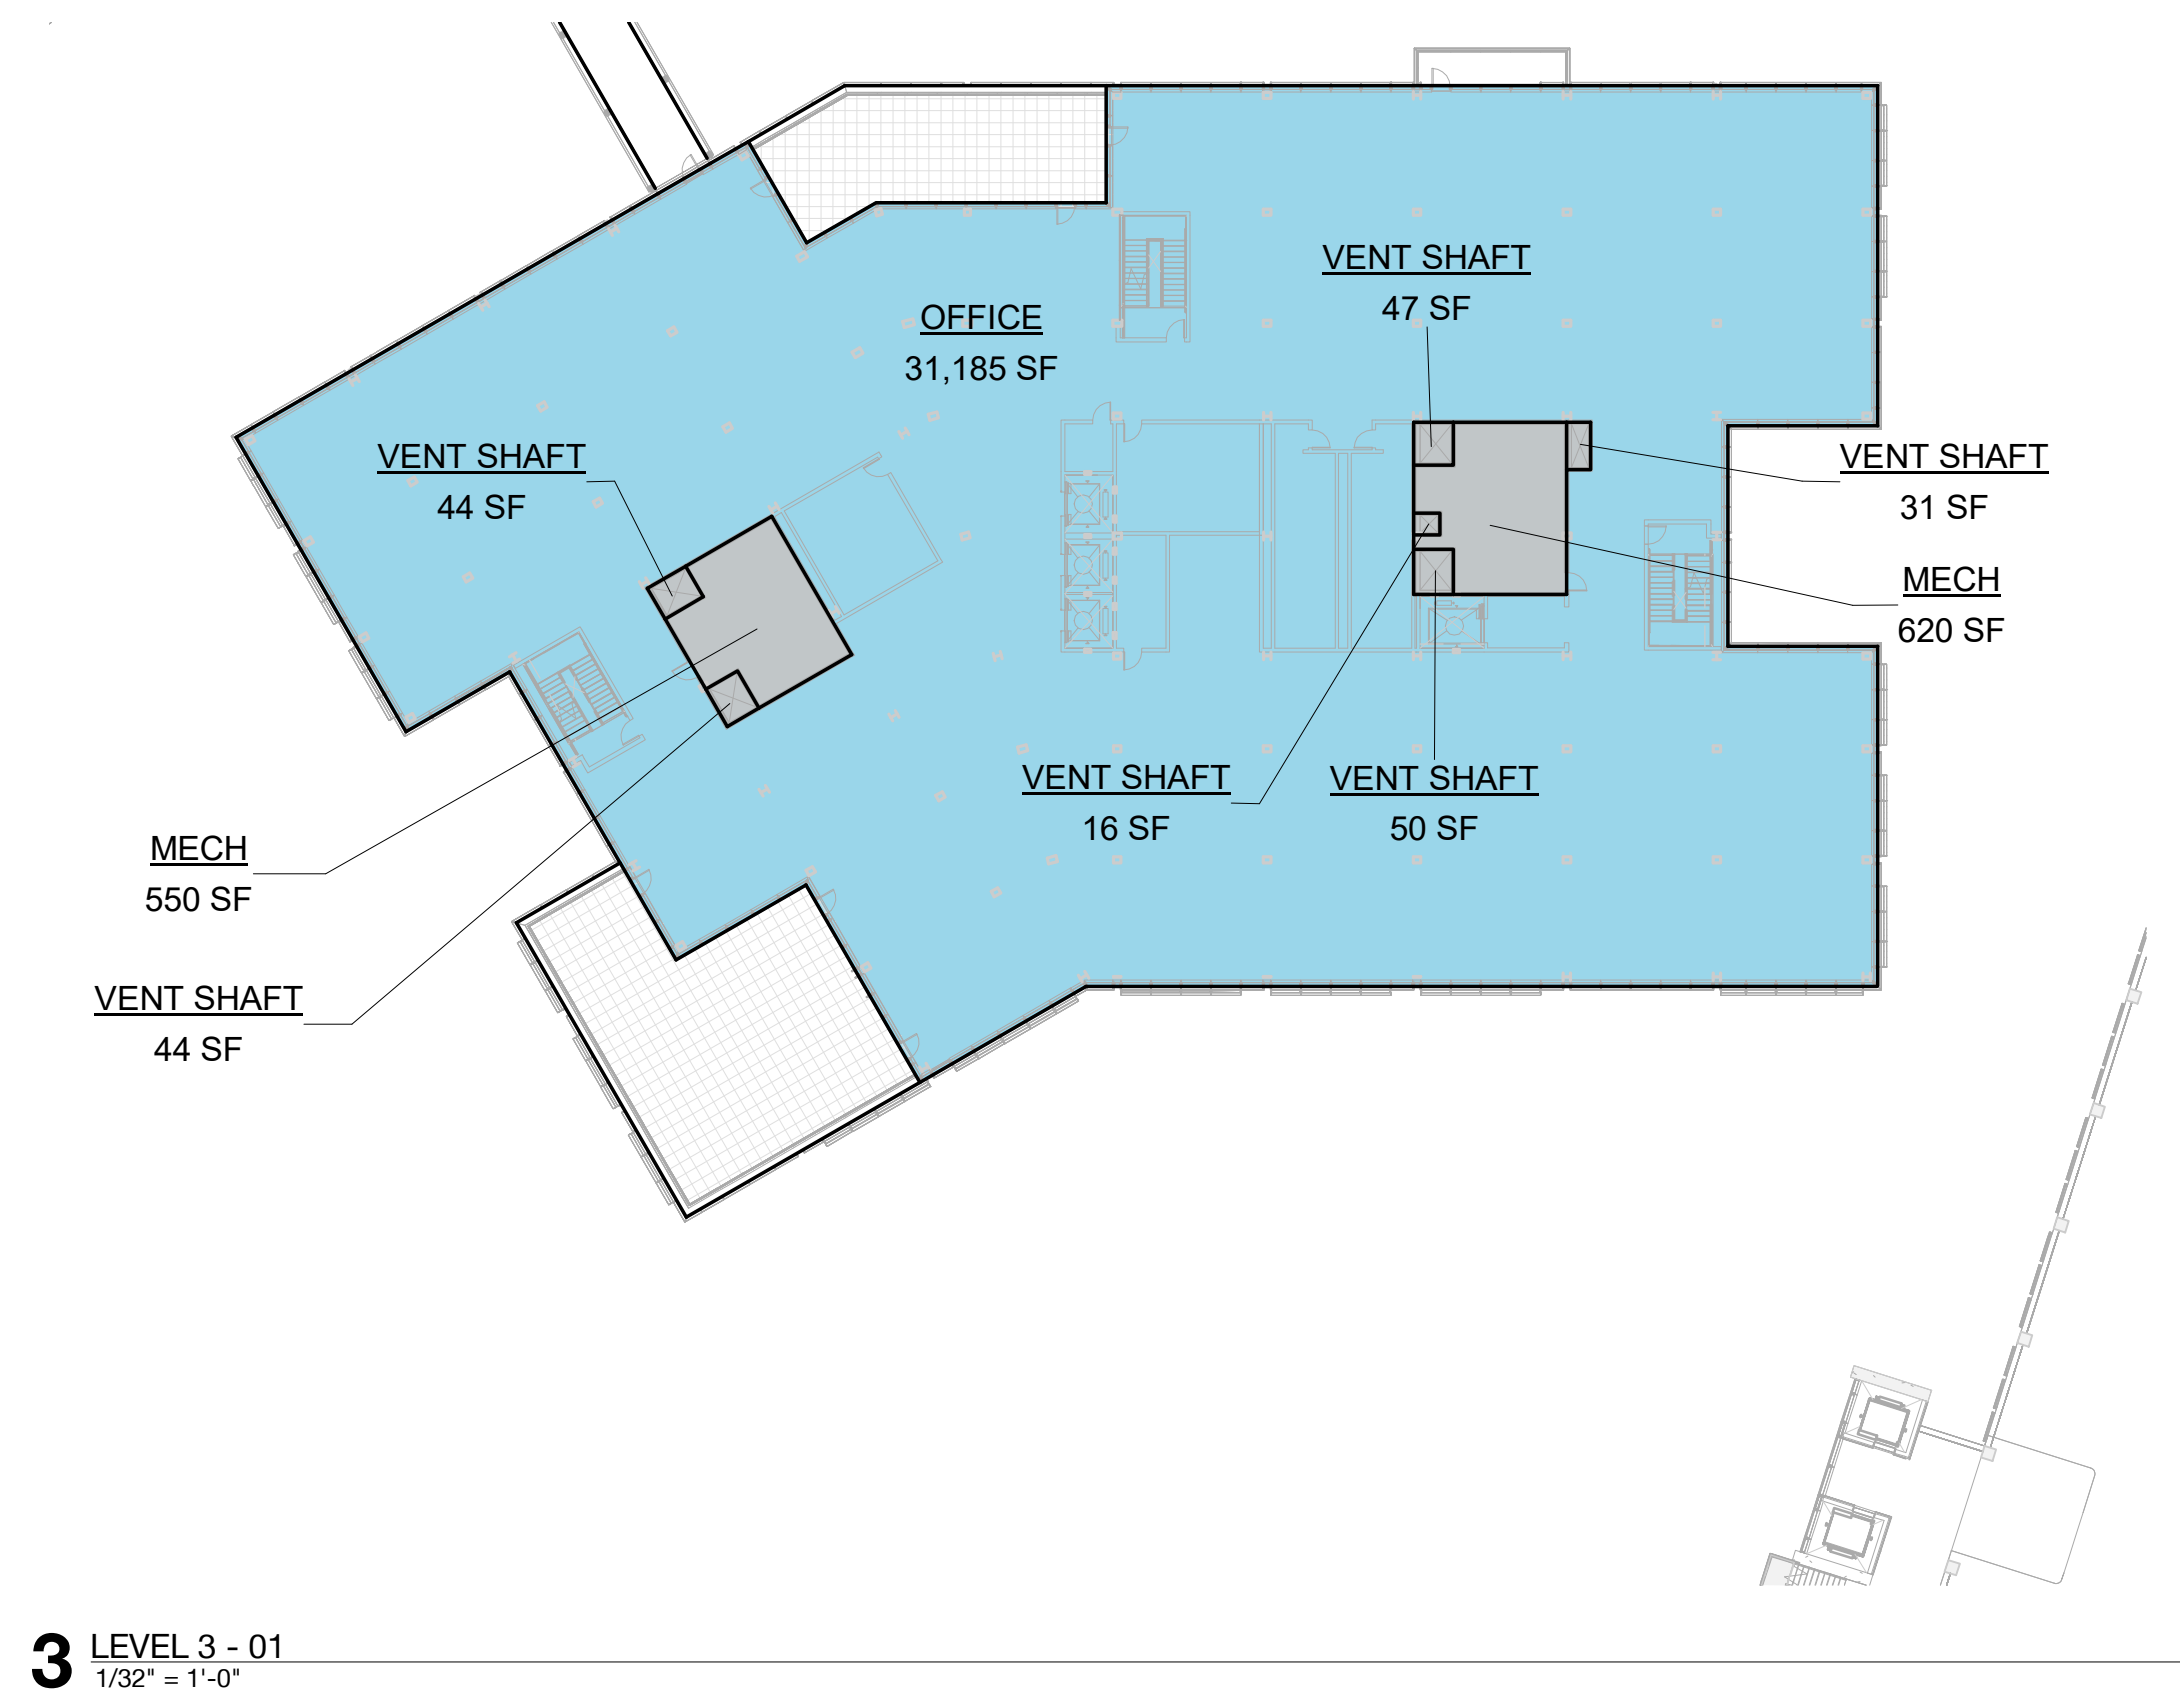 VENT SHAFT
47 SF
OFFICE
31,185 SF
VENT SHAFT
44 SF
VENT SHAFT
31 SF
MECH
620 SF
VENT SHAFT
16 SF
VENT SHAFT
50 SF
MECH
550 SF
VENT SHAFT
44 SF
3 LEVEL 3 - 01
1/32" = 1'-0"